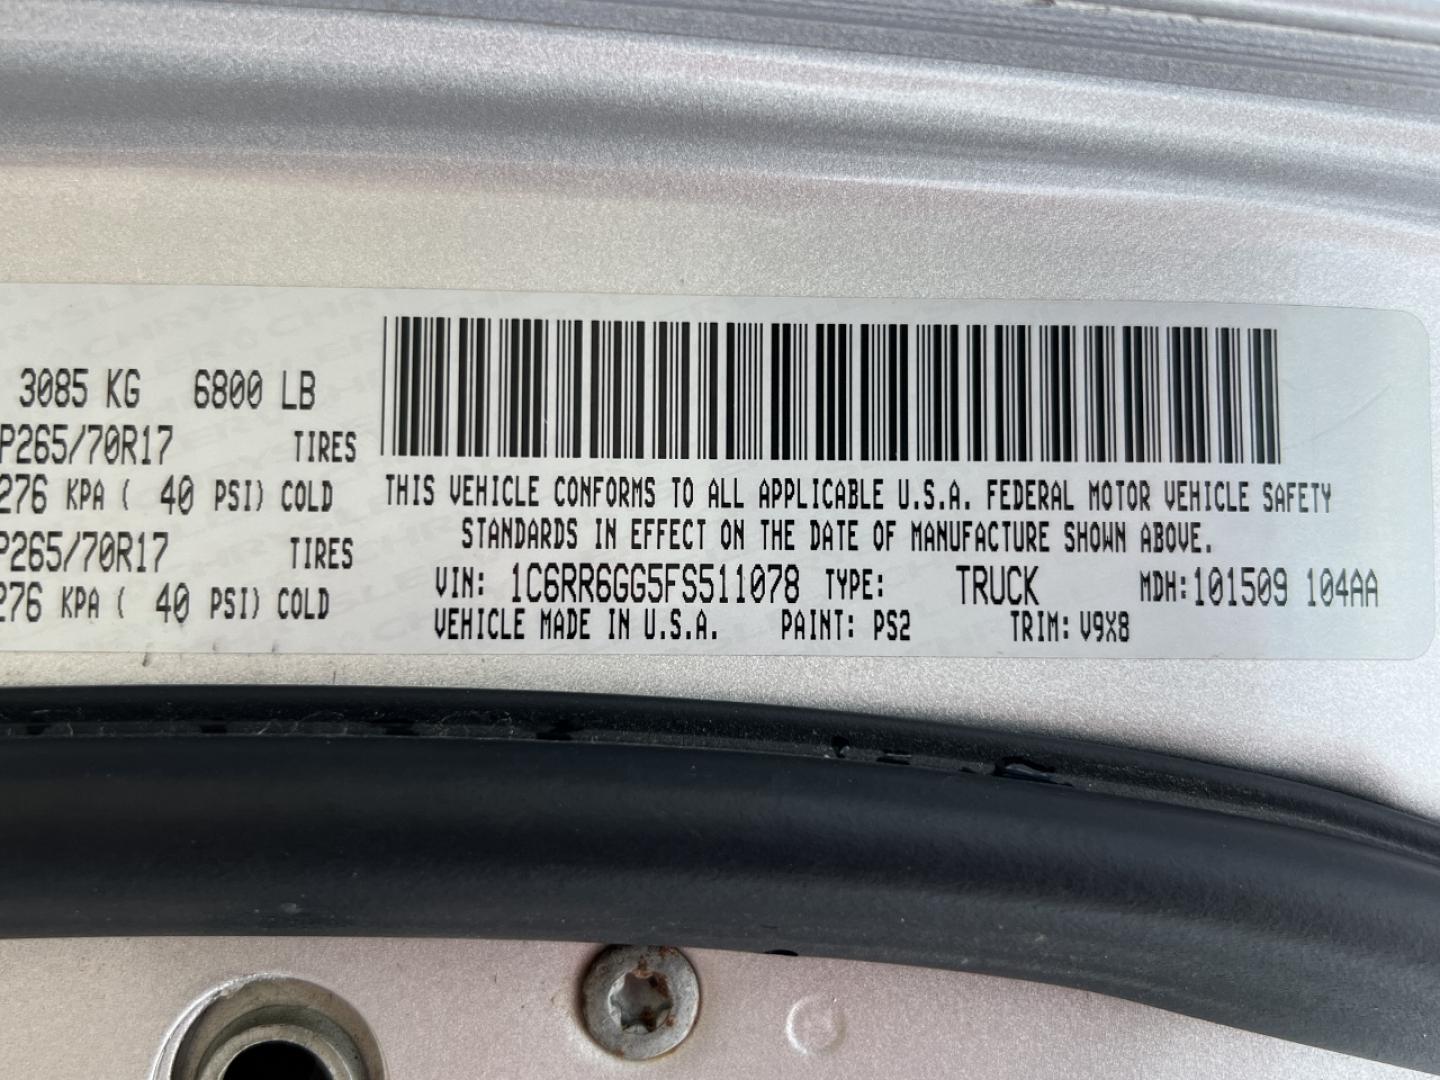 3085 KG 6800 LB
P265/70R17 TIRES
276 KPA ( 40 PSI) COLD
P265/70R17 TIRES
276 KPA ( 40 PSI) COLD
THIS VEHICLE CONFORMS TO ALL APPLICABLE U.S.A. FEDERAL MOTOR VEHICLE SAFETY
STANDARDS IN EFFECT ON THE DATE OF MANUFACTURE SHOWN ABOVE.
VIN: 1C6RR6GG5FS511078 TYPE: TRUCK MDH:101509 104AA
VEHICLE MADE IN U.S.A. PAINT: PS2 TRIM: V9X8